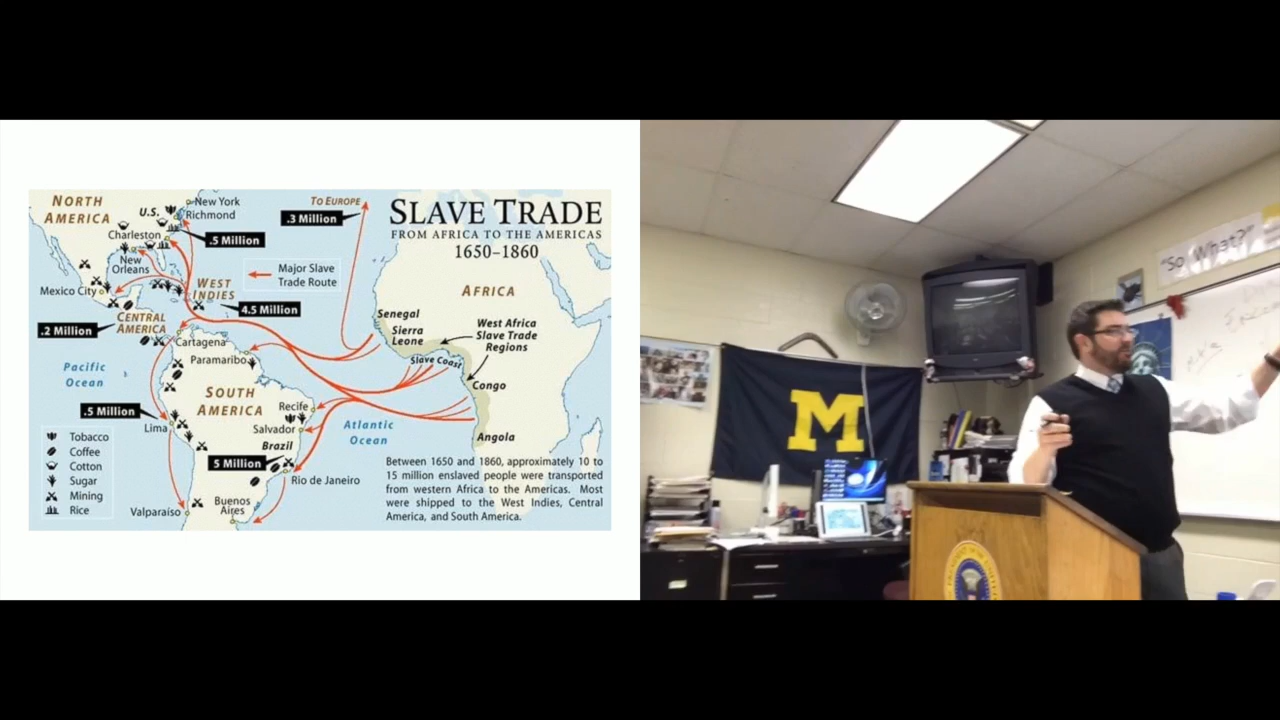 SLAVE TRADE
FROM AFRICA TO THE AMERICAS
1650–1860
NORTH
AMERICA
U.S.
New York
Richmond
Charleston
.5 Million
New
Orleans
TO EUROPE
.3 Million
Major Slave
Trade Route
Mexico City
WEST
INDIES
4.5 Million
CENTRAL
AMERICA
.2 Million
Cartagena
Paramaribo
Pacific
Ocean
SOUTH
AMERICA
AFRICA
Senegal
Sierra
Leone
West Africa
Slave Trade
Regions
Slave Coast
Congo
Angola
Recife
Salvador
Atlantic
Ocean
.5 Million
Lima
Brazil
5 Million
Rio de Janeiro
Buenos
Aires
Valparaíso
Tobacco
Coffee
Cotton
Sugar
Mining
Rice
Between 1650 and 1860, approximately 10 to
15 million enslaved people were transported
from western Africa to the Americas. Most
were shipped to the West Indies, Central
America, and South America.
"So What?"
M